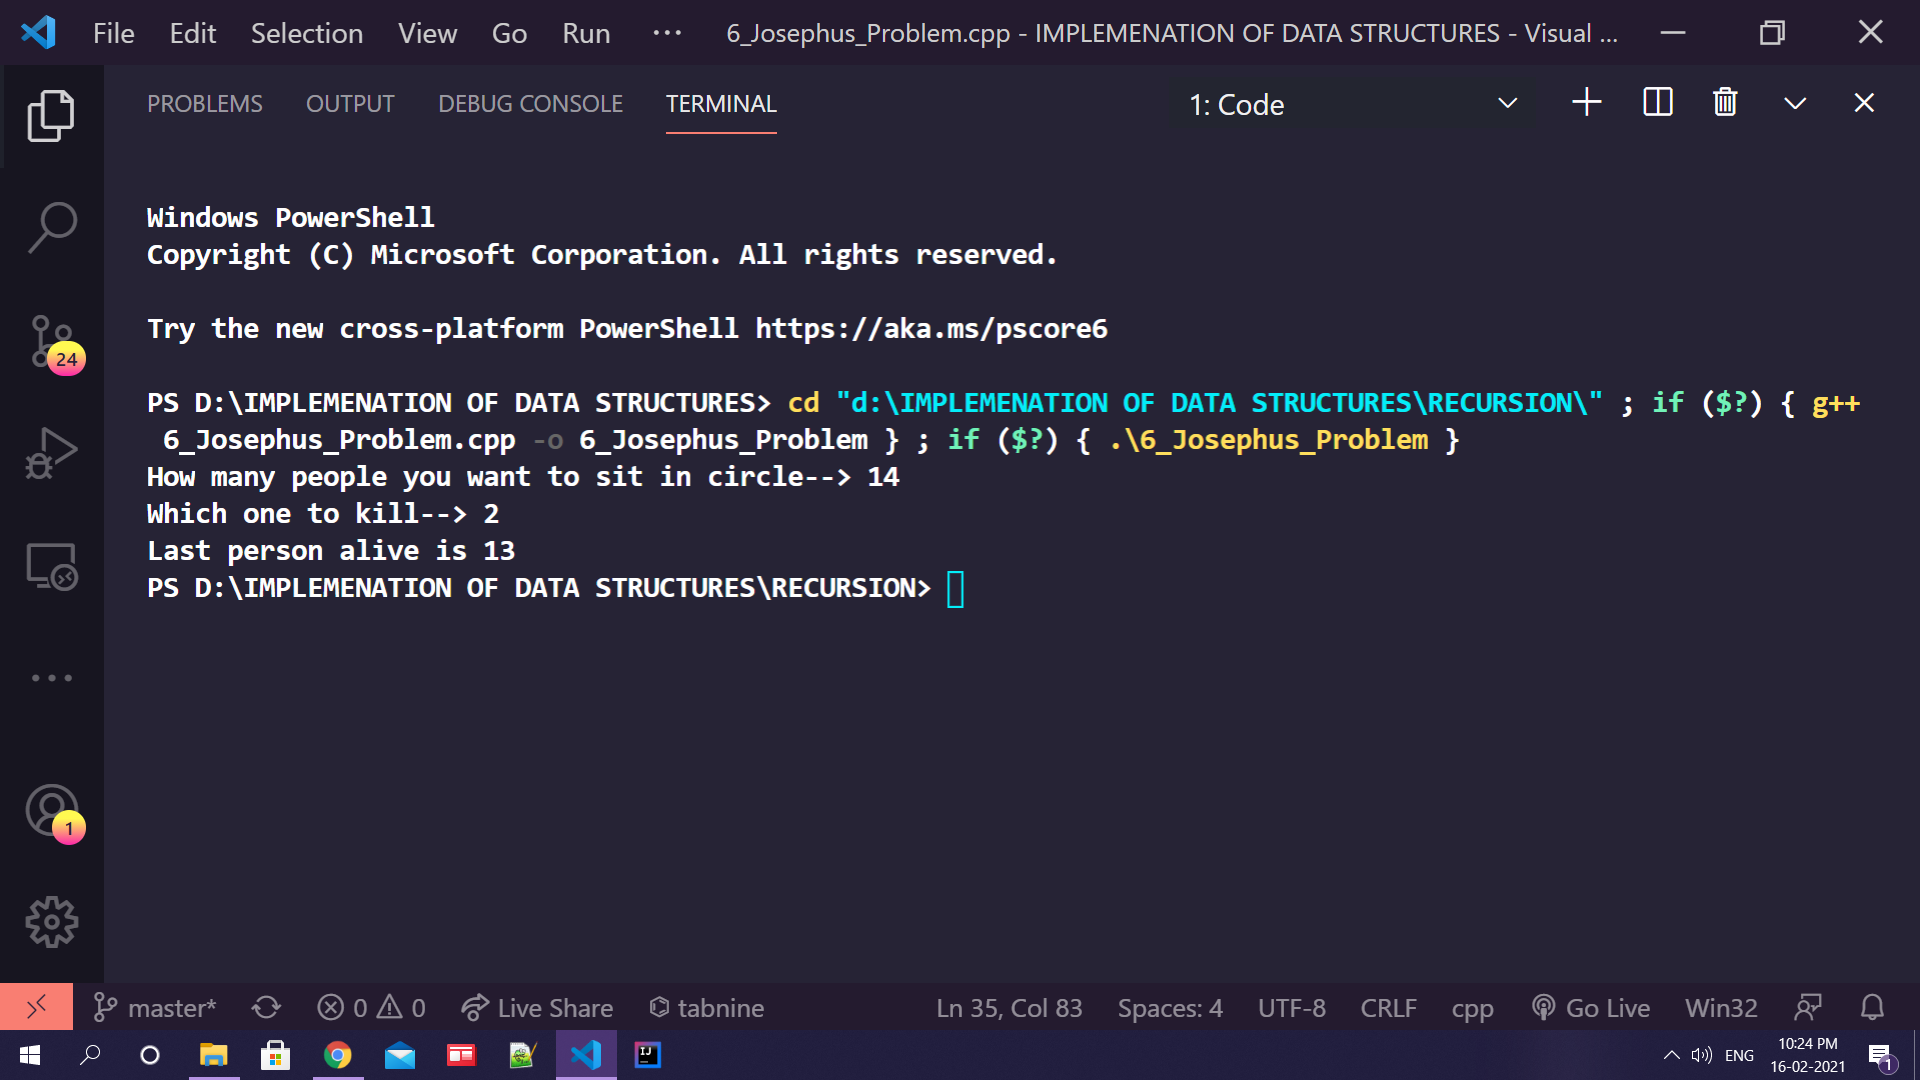 File Edit Selection View Go Run ··· 6_Josephus_Problem.cpp - IMPLEMENATION OF DATA STRUCTURES - Visual ...
PROBLEMS OUTPUT DEBUG CONSOLE TERMINAL 1: Code
Windows PowerShell
Copyright (C) Microsoft Corporation. All rights reserved.
Try the new cross-platform PowerShell https://aka.ms/pscore6
PS D:\IMPLEMENATION OF DATA STRUCTURES> cd "d:\IMPLEMENATION OF DATA STRUCTURES\RECURSION\" ; if ($?) { g++
6_Josephus_Problem.cpp -o 6_Josephus_Problem } ; if ($?) { .\6_Josephus_Problem }
How many people you want to sit in circle--> 14
Which one to kill--> 2
Last person alive is 13
PS D:\IMPLEMENATION OF DATA STRUCTURES\RECURSION>
24
1
master* 0 0 Live Share tabnine Ln 35, Col 83 Spaces: 4 UTF-8 CRLF cpp Go Live Win32
IJ ENG 10:24 PM
16-02-2021 1